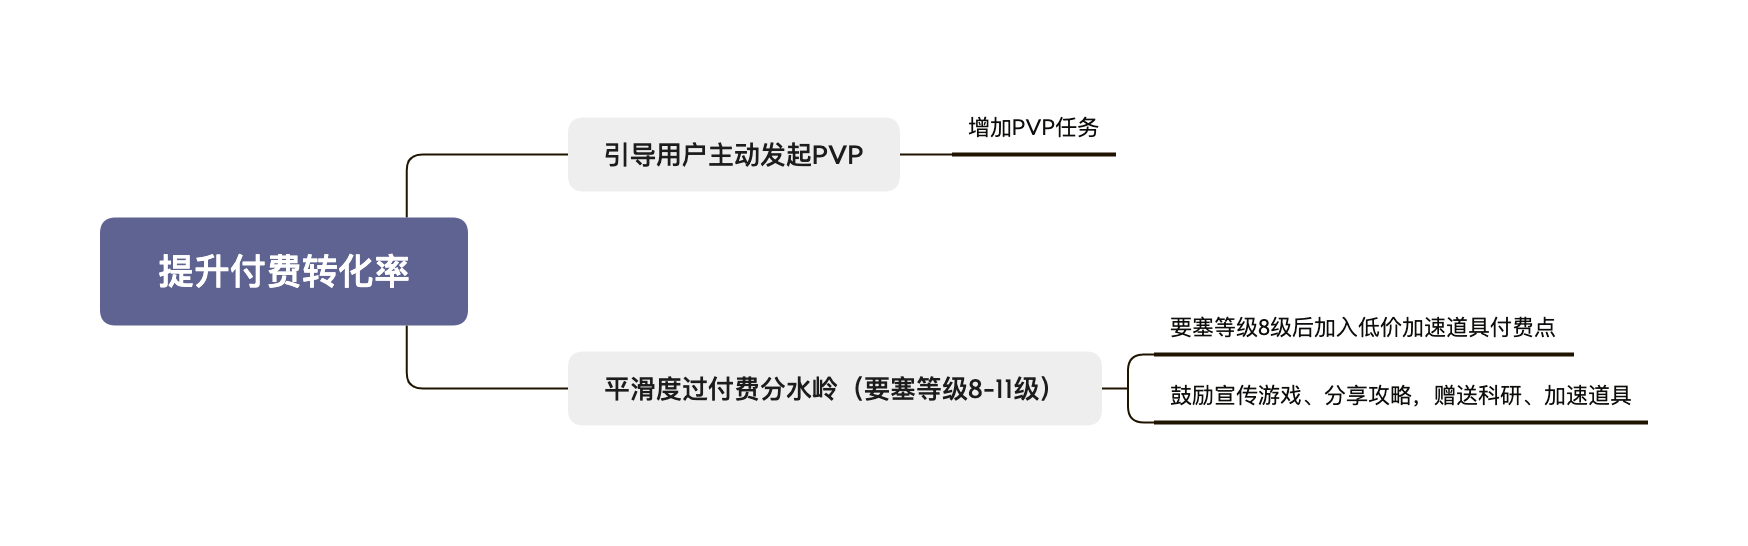 提升付费转化率
引导用户主动发起PVP
增加PVP任务
平滑度过付费分水岭（要塞等级8-11级）
要塞等级8级后加入低价加速道具付费点
鼓励宣传游戏、分享攻略，赠送科研、加速道具